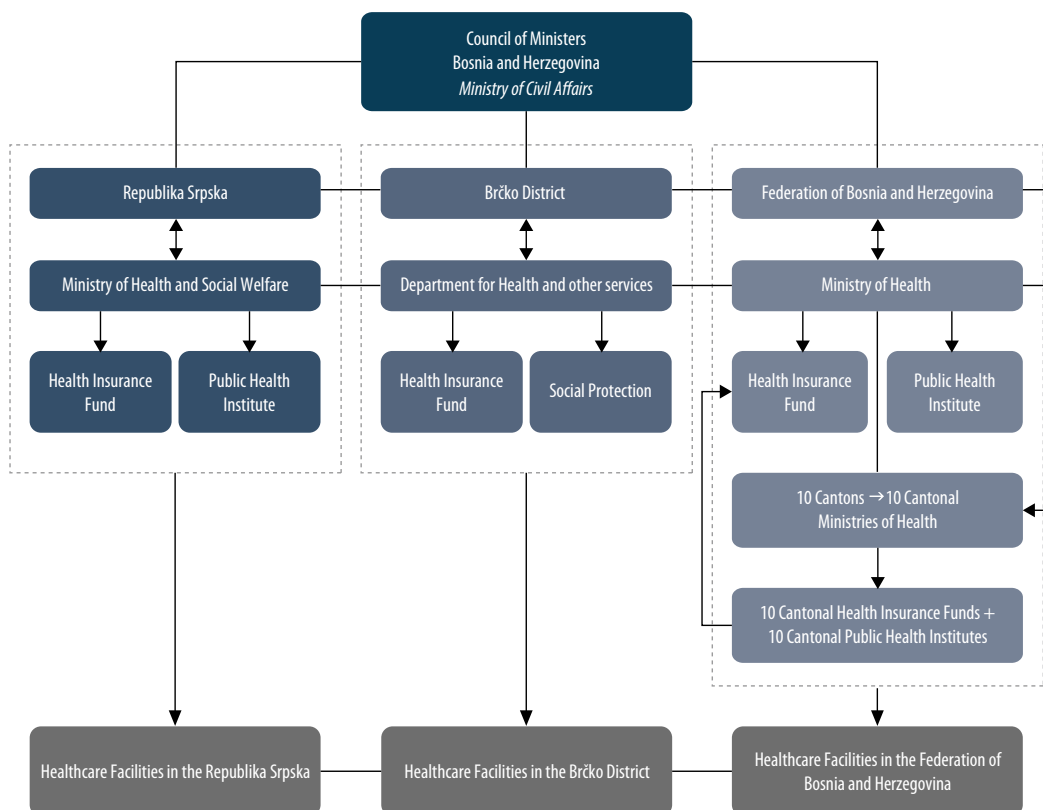 Council of Ministers
Bosnia and Herzegovina
Ministry of Civil Affairs
Republika Srpska
Brčko District
Federation of Bosnia and Herzegovina
Ministry of Health and Social Welfare
Department for Health and other services
Ministry of Health
Health Insurance
Fund
Public Health
Institute
Health Insurance
Fund
Social Protection
Health Insurance
Fund
Public Health
Institute
10 Cantons → 10 Cantonal
Ministries of Health
10 Cantonal Health Insurance Funds +
10 Cantonal Public Health Institutes
Healthcare Facilities in the Republika Srpska
Healthcare Facilities in the Brčko District
Healthcare Facilities in the Federation of
Bosnia and Herzegovina